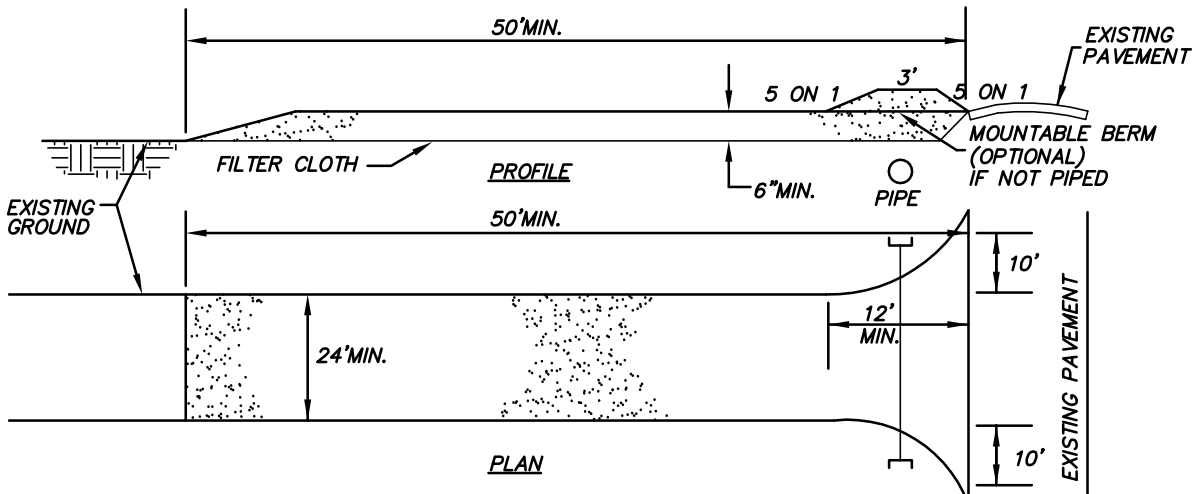 50'MIN.
EXISTING
PAVEMENT
5 ON 1
3'
5 ON 1
MOUNTABLE BERM
(OPTIONAL)
IF NOT PIPED
FILTER CLOTH
PROFILE
6"MIN.
PIPE
EXISTING
GROUND
50'MIN.
10'
12'
MIN.
24'MIN.
EXISTING PAVEMENT
10'
PLAN